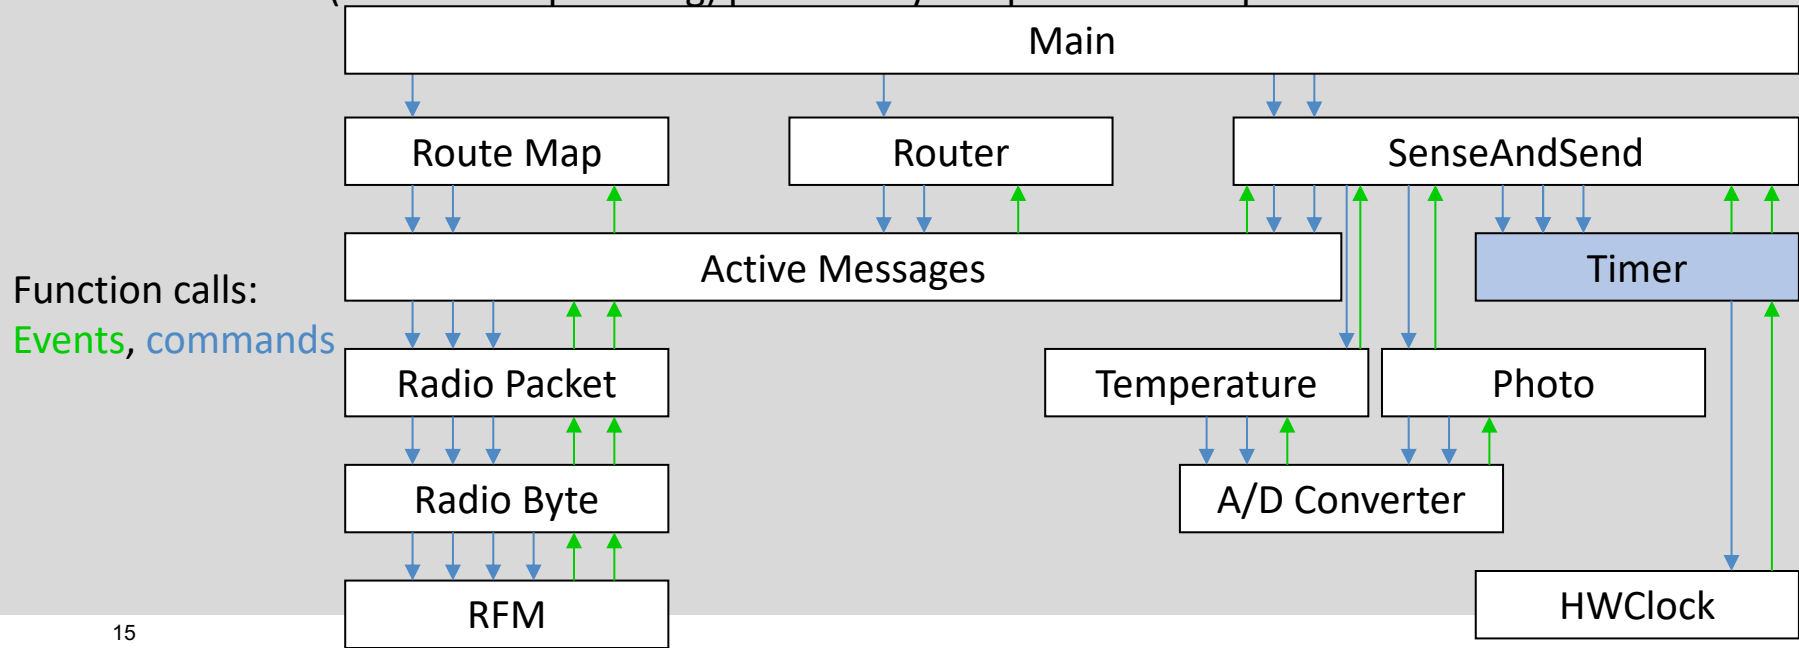 Main
Route Map
Router
SenseAndSend
Active Messages
Timer
Function calls:
Events, commands
Radio Packet
Temperature
Photo
Radio Byte
A/D Converter
RFM
HWClock
15